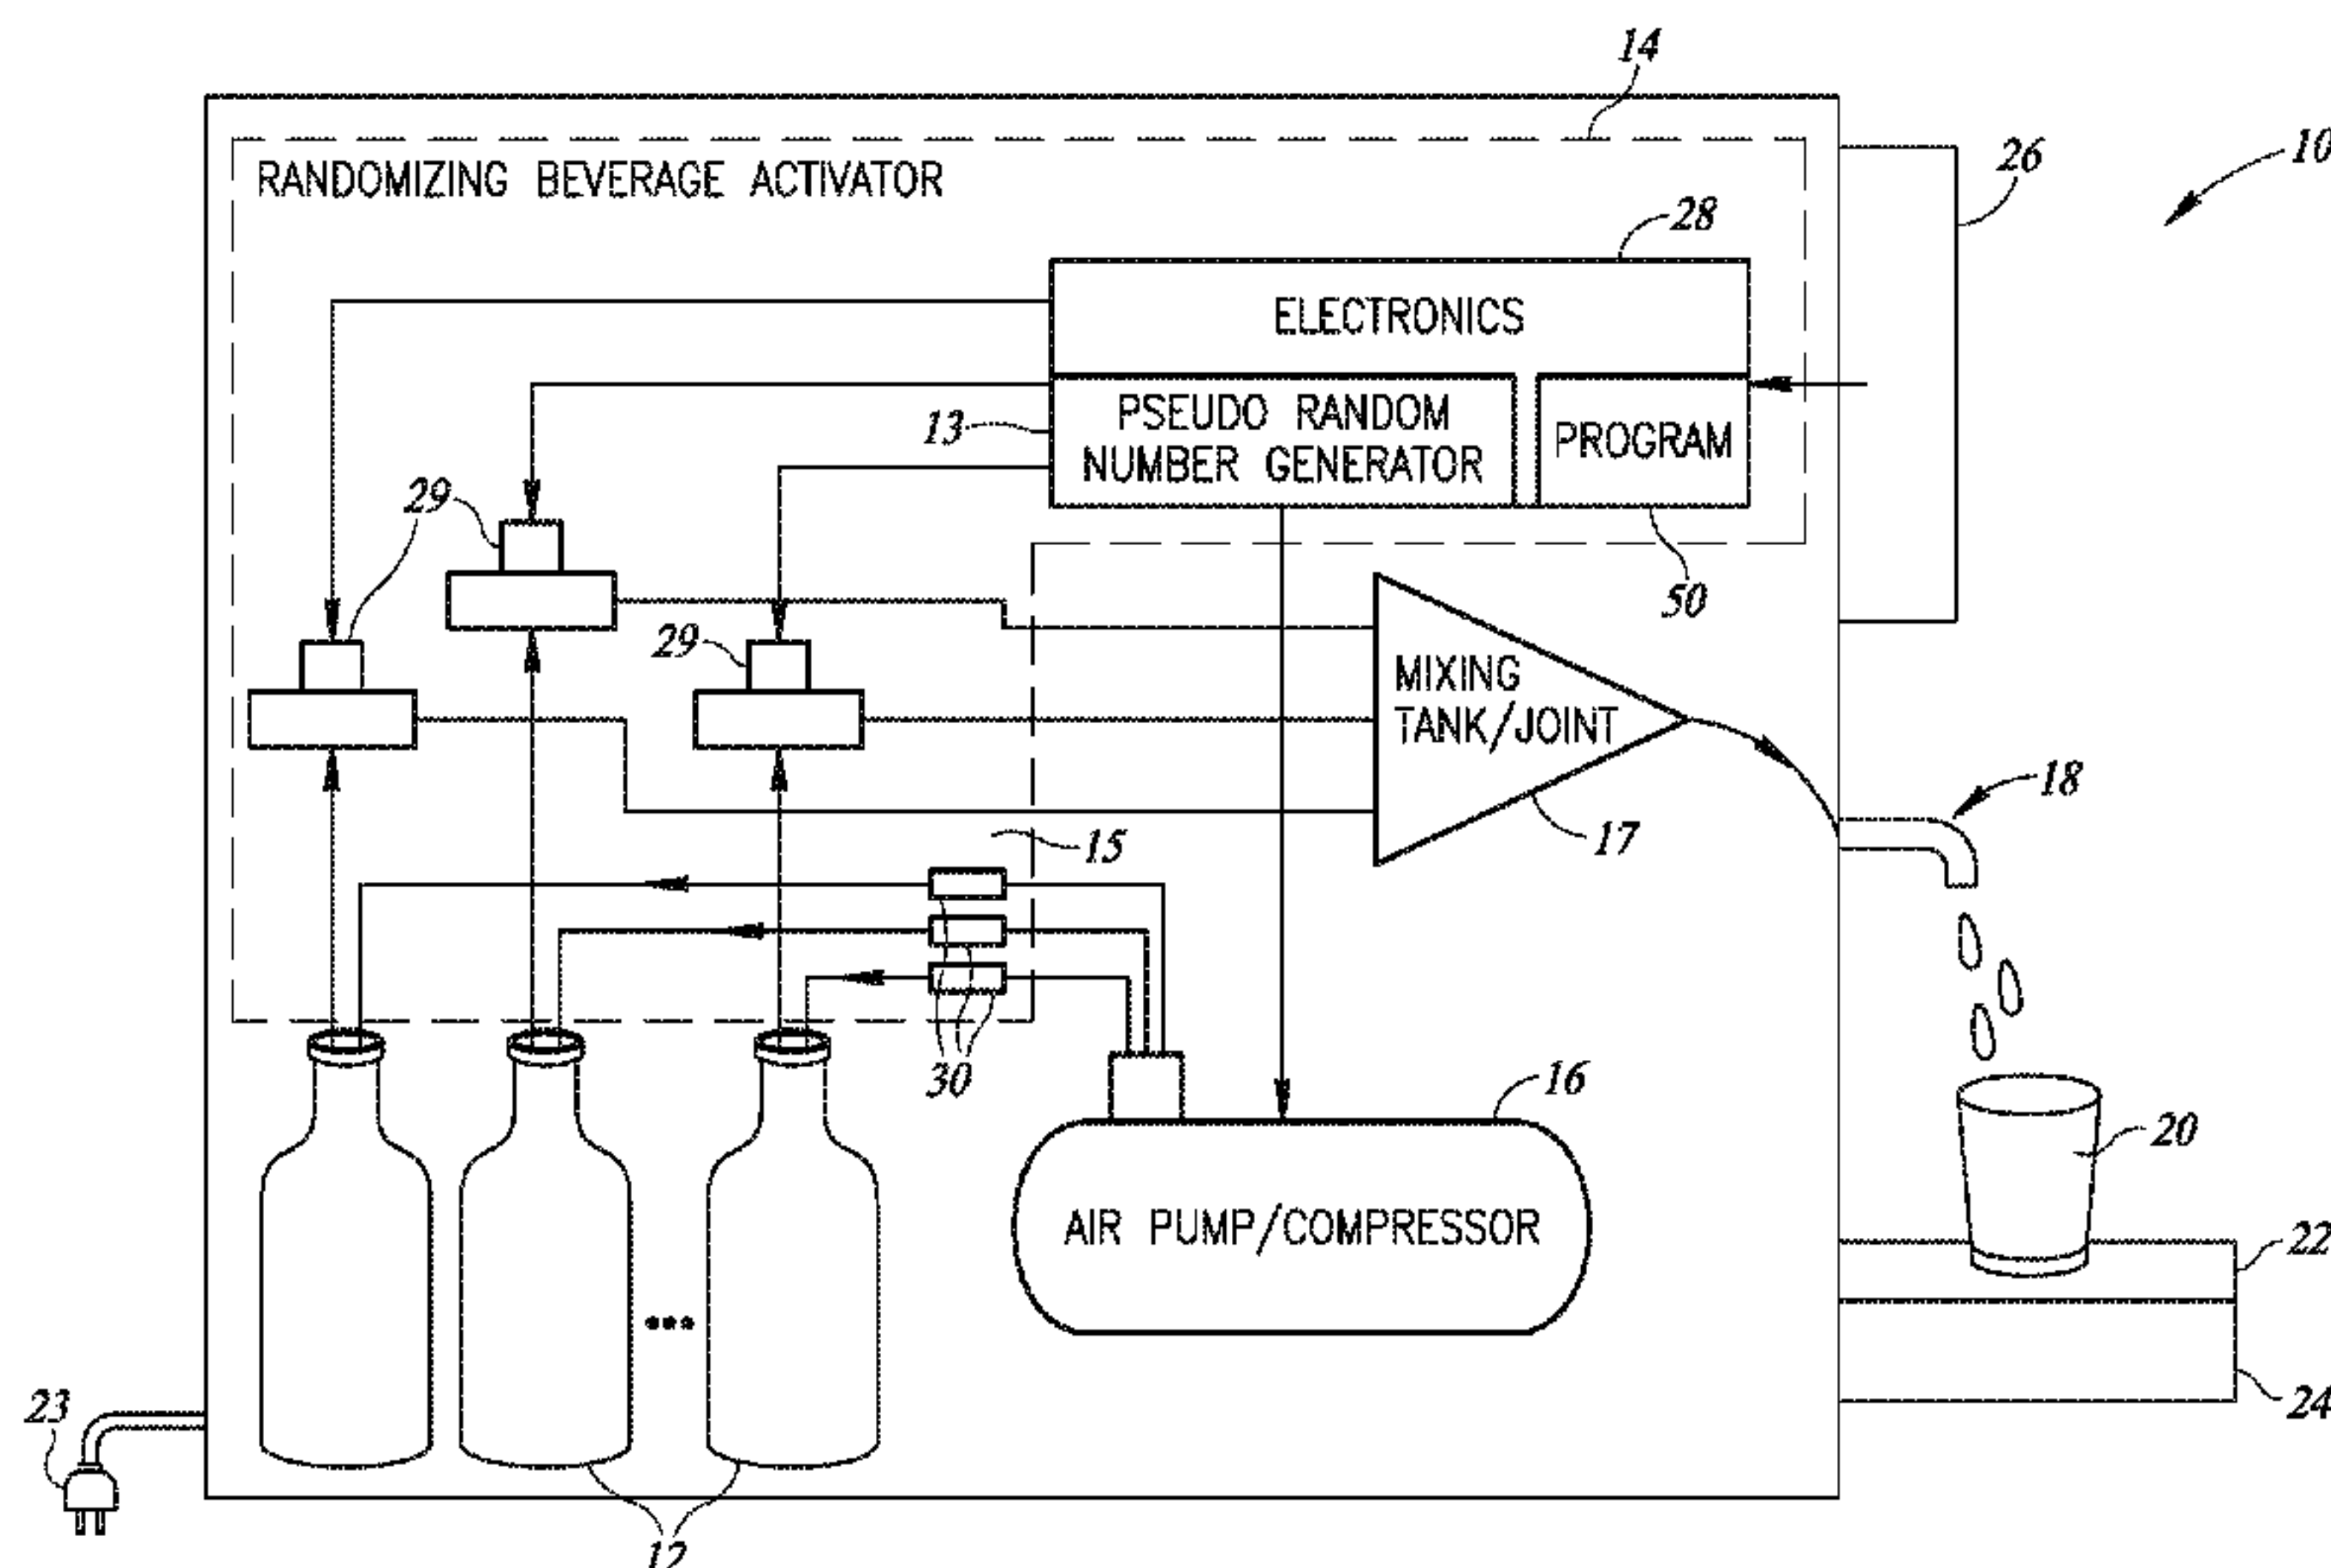 14
10
26
RANDOMIZING BEVERAGE ACTIVATOR
28
ELECTRONICS
13
PSEUDO RANDOM
NUMBER GENERATOR
PROGRAM
29
29
29
50
MIXING
TANK/JOINT
18
15
17
30
16
20
AIR PUMP/COMPRESSOR
22
23
24
12